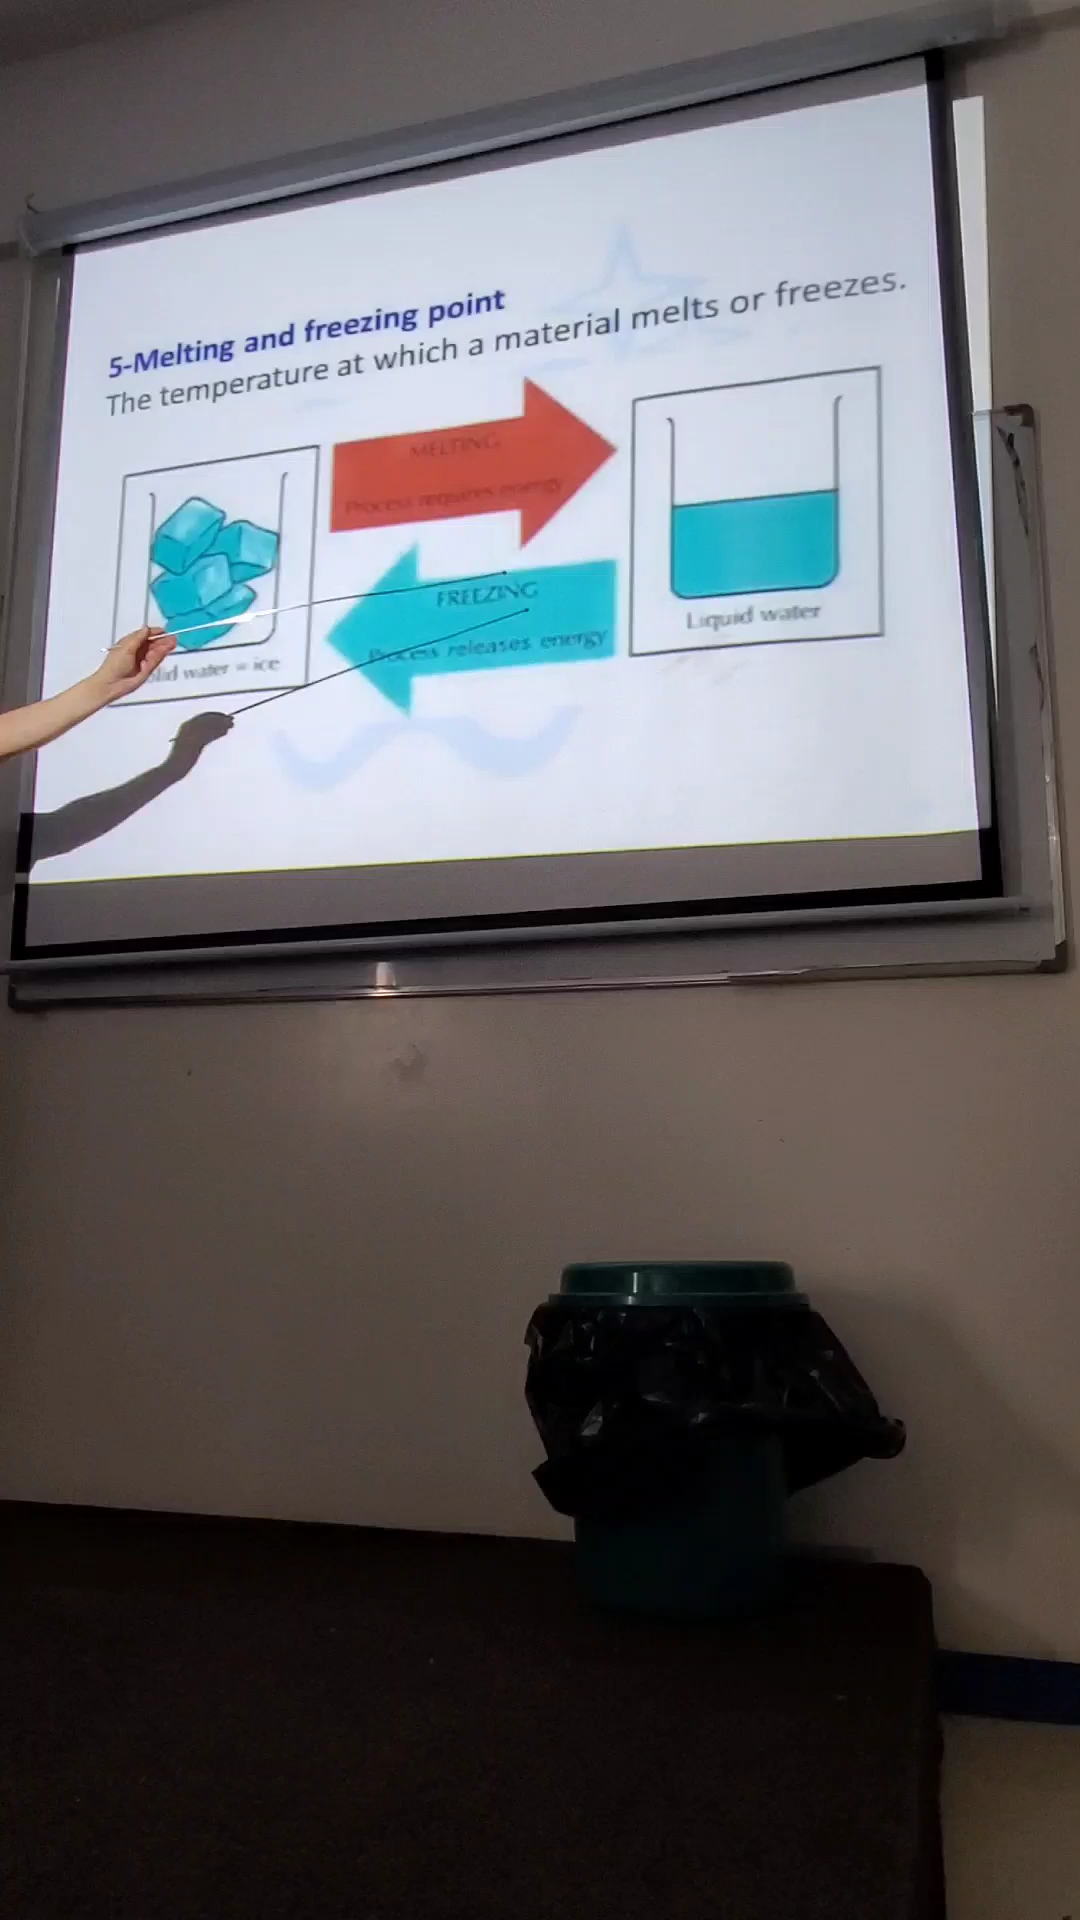 5-Melting and freezing point
The temperature at which a material melts or freezes.
MELTING
Process requires energy
FREEZING
Process releases energy
water = ice
Liquid water